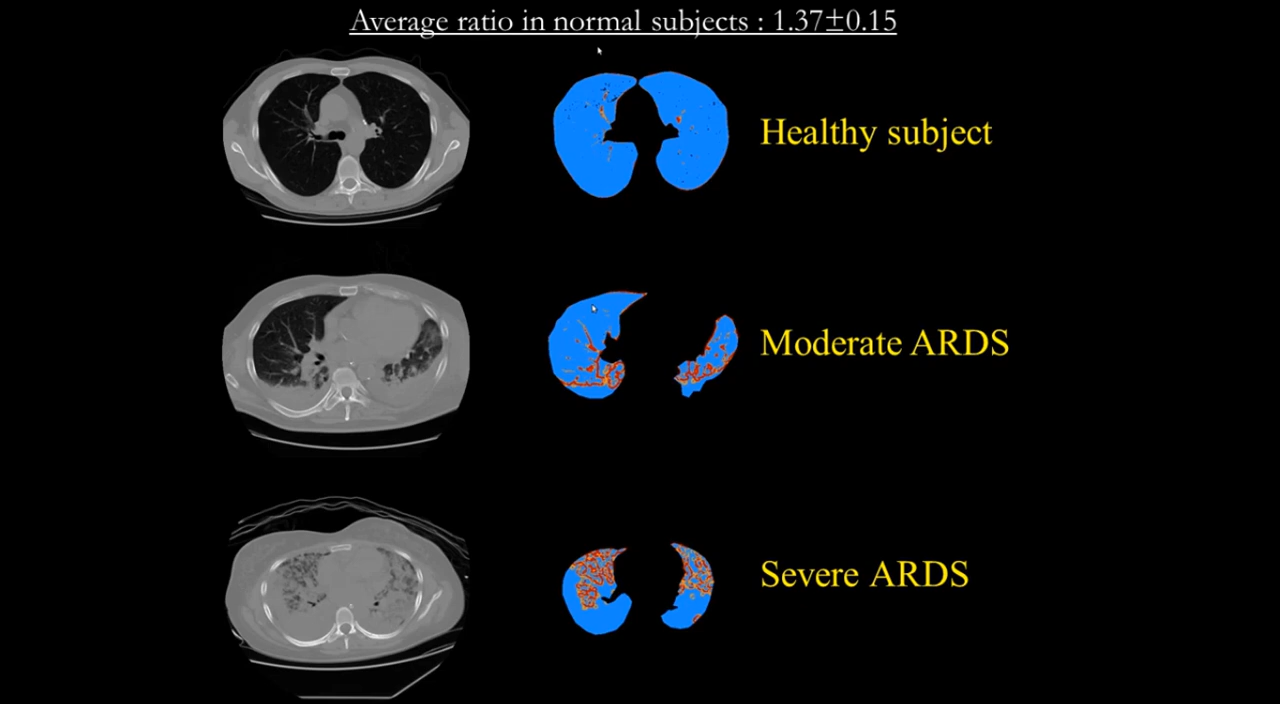 Average ratio in normal subjects : 1.37±0.15
Healthy subject
Moderate ARDS
Severe ARDS